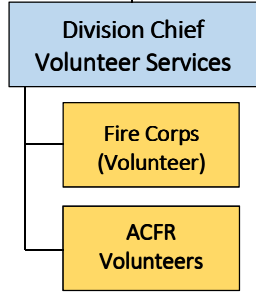 Division Chief
Volunteer Services
Fire Corps
(Volunteer)
ACFR
Volunteers